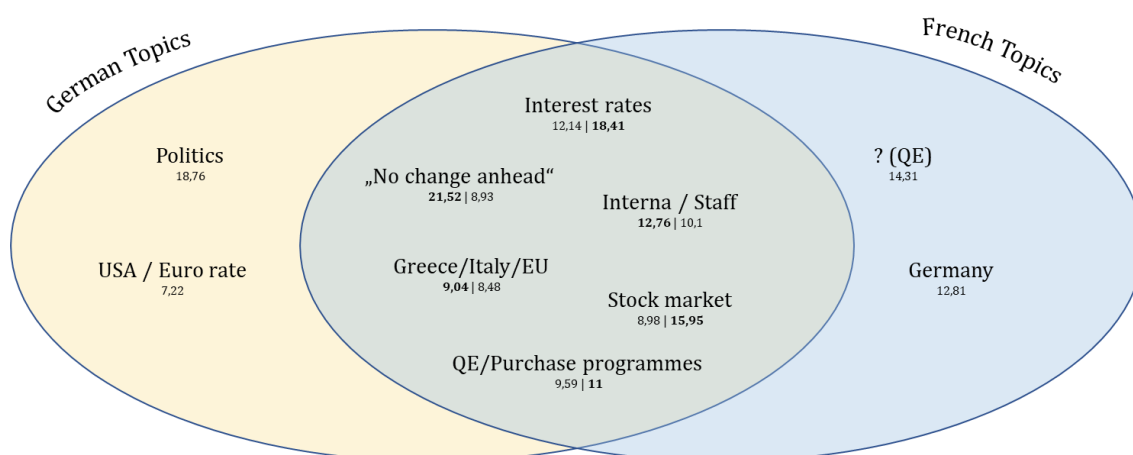 German Topics
French Topics
Interest rates
12,14 | 18,41
Politics
18,76
? (QE)
14,31
„No change anhead“
21,52 | 8,93
Interna / Staff
12,76 | 10,1
Greece/Italy/EU
9,04 | 8,48
USA / Euro rate
7,22
Germany
12,81
Stock market
8,98 | 15,95
QE/Purchase programmes
9,59 | 11